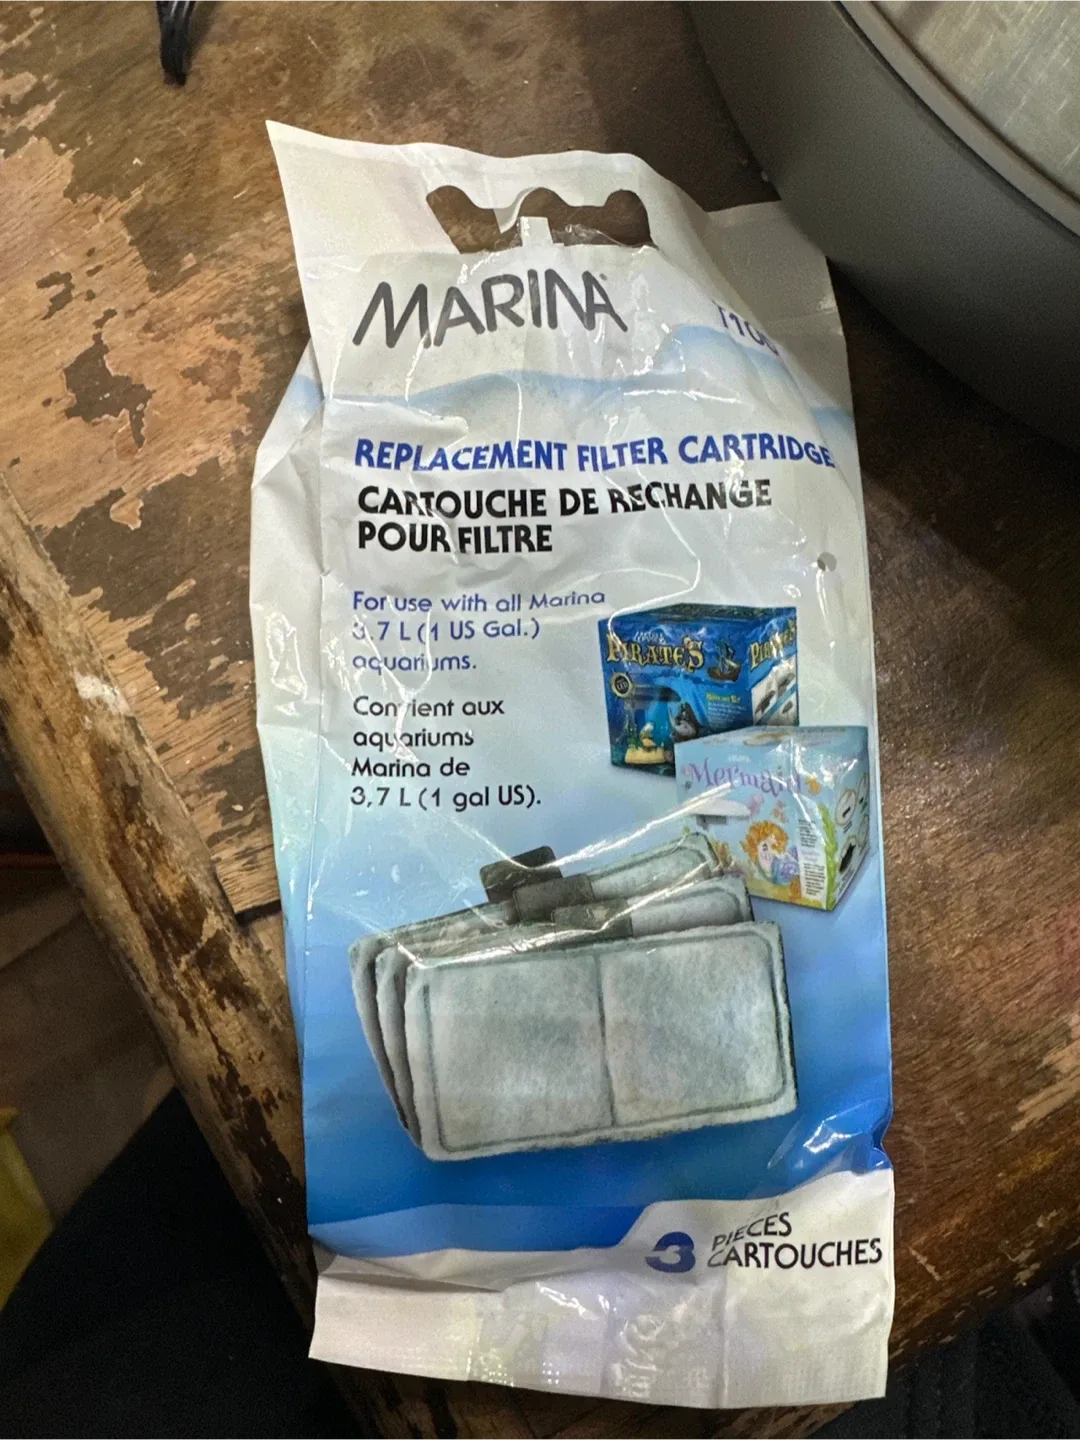 MARINA
REPLACEMENT FILTER CARTRIDGE
CARTOUCHE DE RECHANGE
POUR FILTRE
For use with all Marina
3.7 L (1 US Gal.)
aquariums.
Convient aux
aquariums
Marina de
3,7 L (1 gal US).
PIRATE'S
Mermaid
3 PIECES
CARTOUCHES